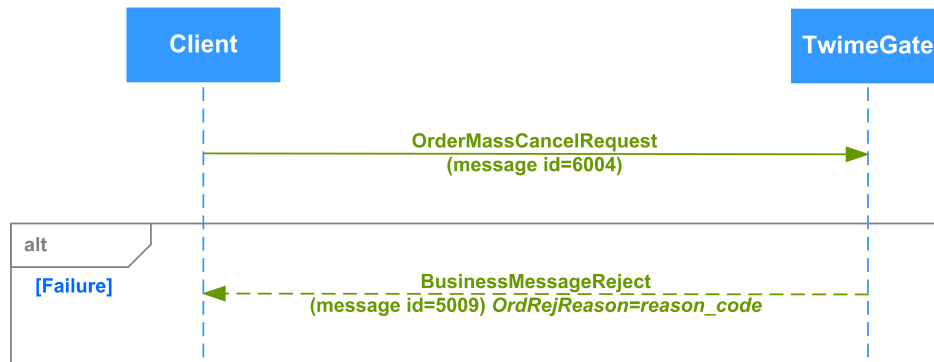 Client
TwimeGate
OrderMassCancelRequest
(message id=6004)
alt
[Failure]
BusinessMessageReject
(message id=5009) OrdRejReason=reason_code